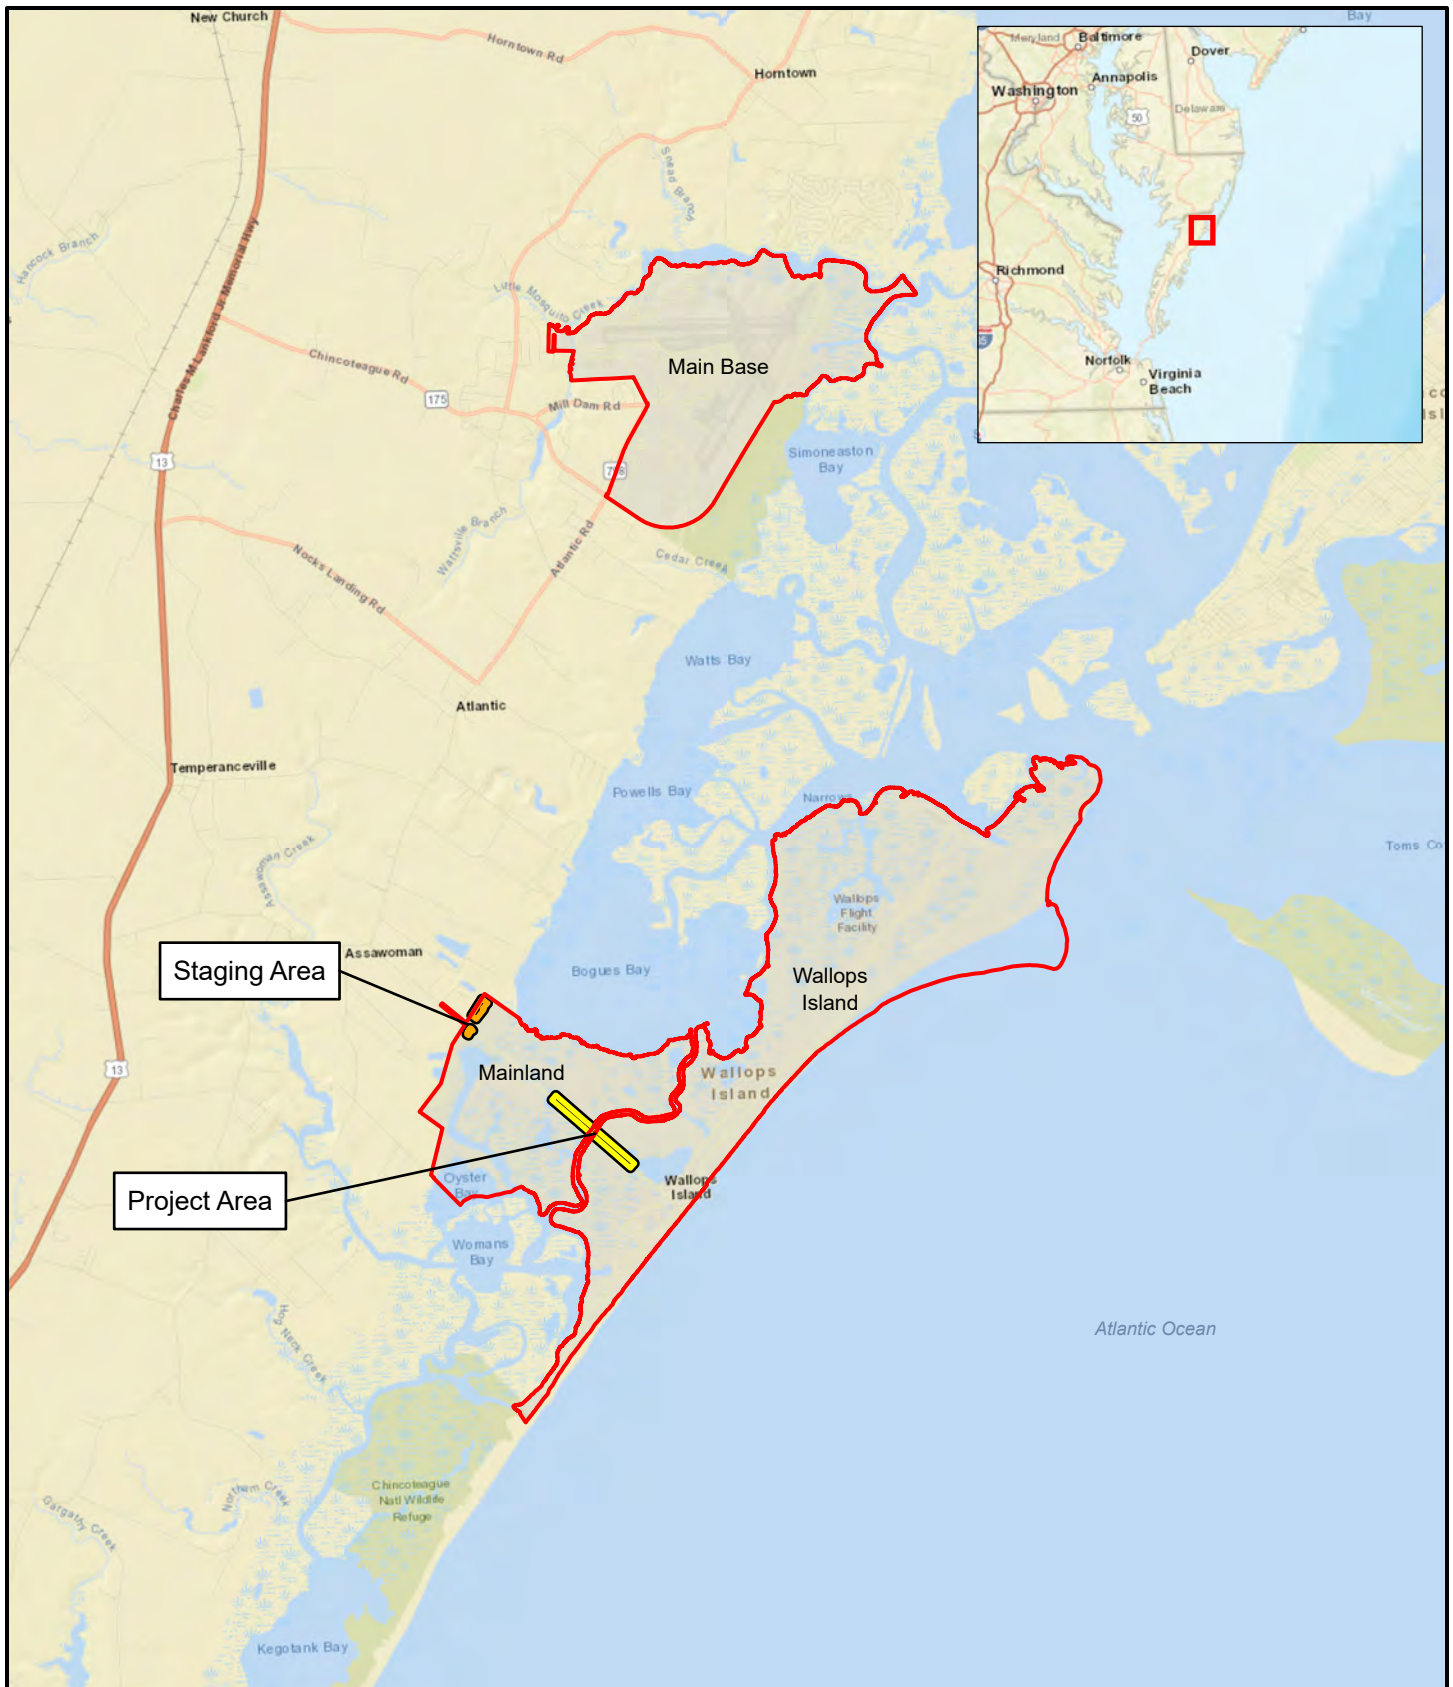 New Church
Horntown Rd
Horntown
Bay
Maryland
Baltimore
Dover
Annapolis
Washington
50
Delaware
Richmond
Norfolk
Virginia
Beach
Snead Branch
Hancock Branch
Charles M Lankford Jr Memorial Hwy
Little Mosquito Creek
Main Base
Chincoteague Rd
175
Mill Dam Rd
13
Simoneaston
Bay
Wattsville Branch
Atlantic Rd
Cedar Creek
Nocks Landing Rd
Watts Bay
Atlantic
Temperanceville
Powells Bay
Narrows
Assawoman Creek
Toms Co
Wallops
Flight
Facility
Staging Area
Assawoman
Bogues Bay
Wallops
Island
13
Mainland
Wallops
Island
Oyster
Bay
Wallops
Island
Project Area
Womans
Bay
Hog Neck Creek
Atlantic Ocean
Chincoteague
Natl Wildlife
Refuge
Northam Creek
Gargathy Creek
Kegotank Bay